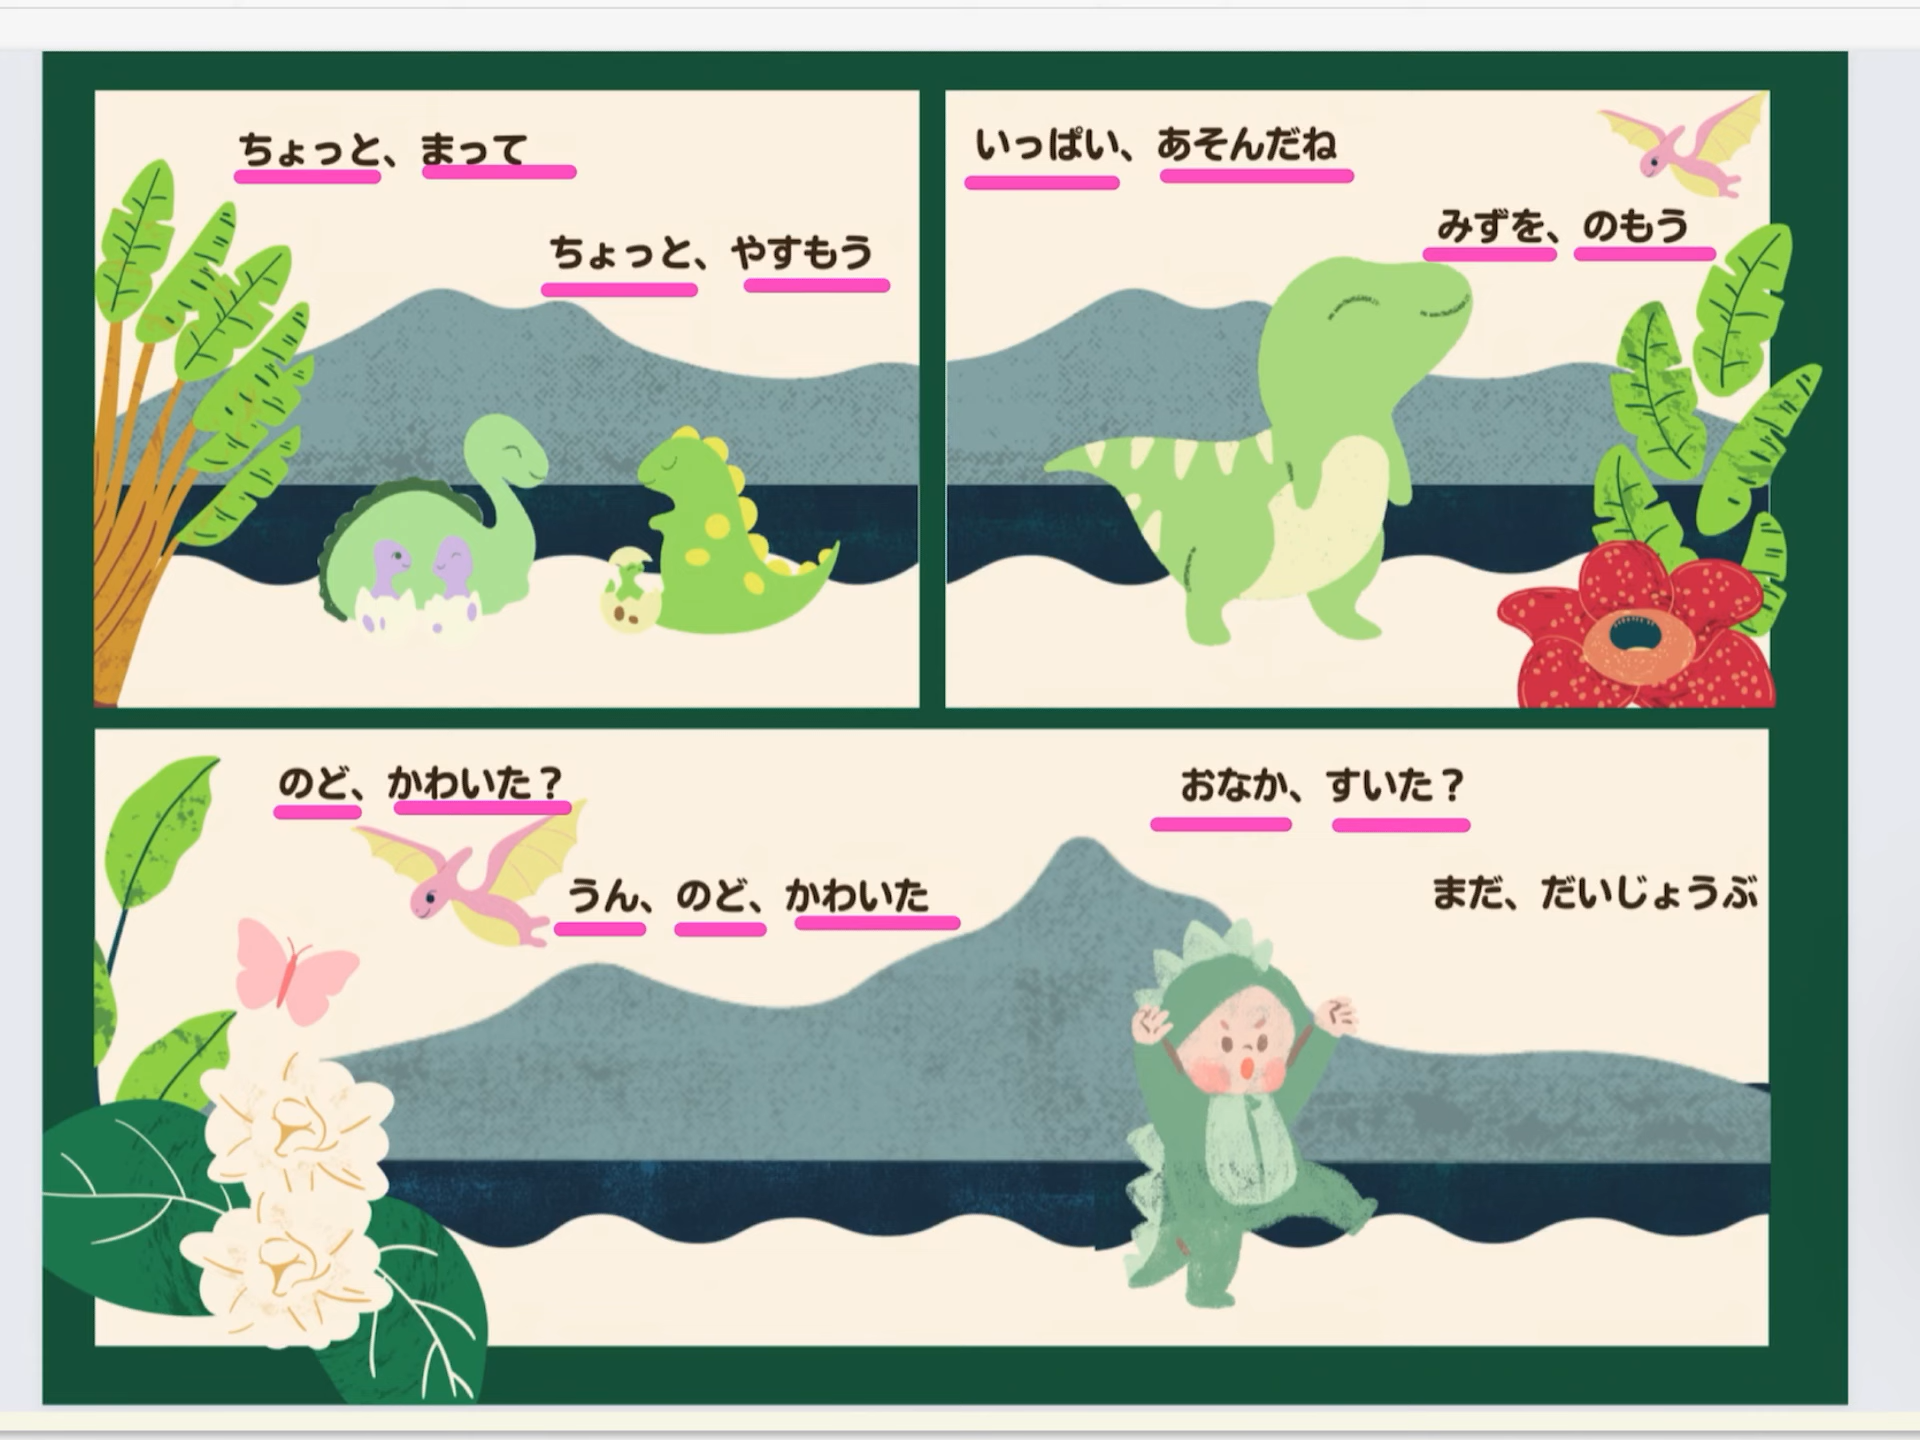 ちょっと、まって
ちょっと、やすもう
いっぱい、あそんだね
みずを、のもう
のど、かわいた？
うん、のど、かわいた
おなか、すいた？
まだ、だいじょうぶ